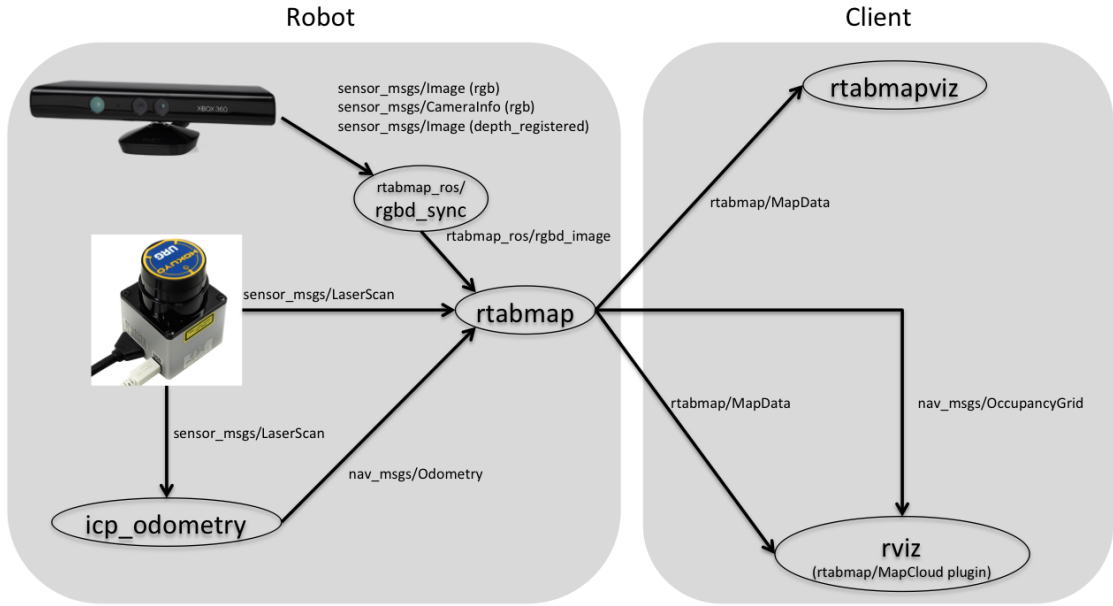 Robot
Client
sensor_msgs/Image (rgb)
sensor_msgs/CameraInfo (rgb)
sensor_msgs/Image (depth_registered)
XBOX 360
rtabmapviz
rtabmap_ros/
rgbd_sync
rtabmap/MapData
rtabmap_ros/rgbd_image
HOKUYO
URG
sensor_msgs/LaserScan
rtabmap
rtabmap/MapData
nav_msgs/OccupancyGrid
sensor_msgs/LaserScan
nav_msgs/Odometry
icp_odometry
rviz
(rtabmap/MapCloud plugin)